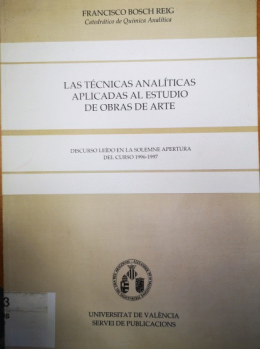 FRANCISCO BOSCH REIG
Catedrático de Química Analítica
LAS TÉCNICAS ANALÍTICAS
APLICADAS AL ESTUDIO
DE OBRAS DE ARTE
DISCURSO LEÍDO EN LA SOLEMNE APERTURA
DEL CURSO 1996-1997
UNIVERSITAT DE VALÈNCIA
SERVEI DE PUBLICACIONS